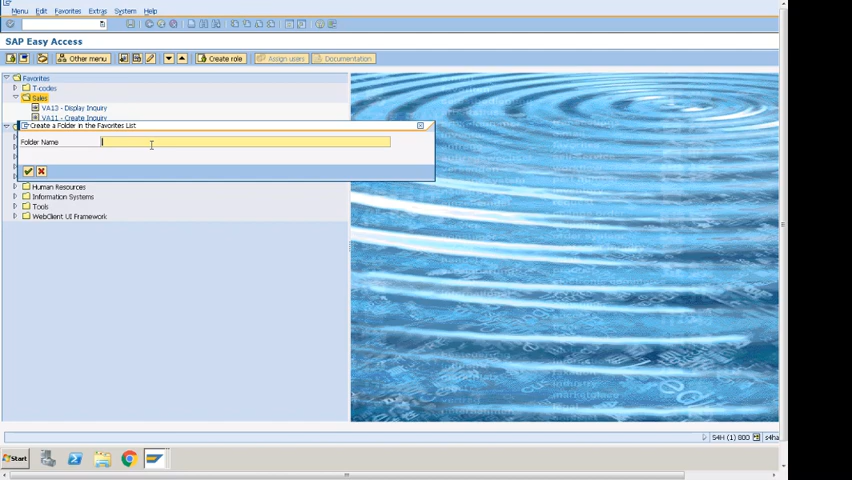 Menu Edit Favorites Extras System Help
SAP Easy Access
Other menu Create role Assign users Documentation
Favorites
T-codes
Sales
VA13 - Display Inquiry
VA11 - Create Inquiry
Create a Folder in the Favorites List
Folder Name
Human Resources
Information Systems
Tools
WebClient UI Framework
S4H (1) 800 s4ha
Start